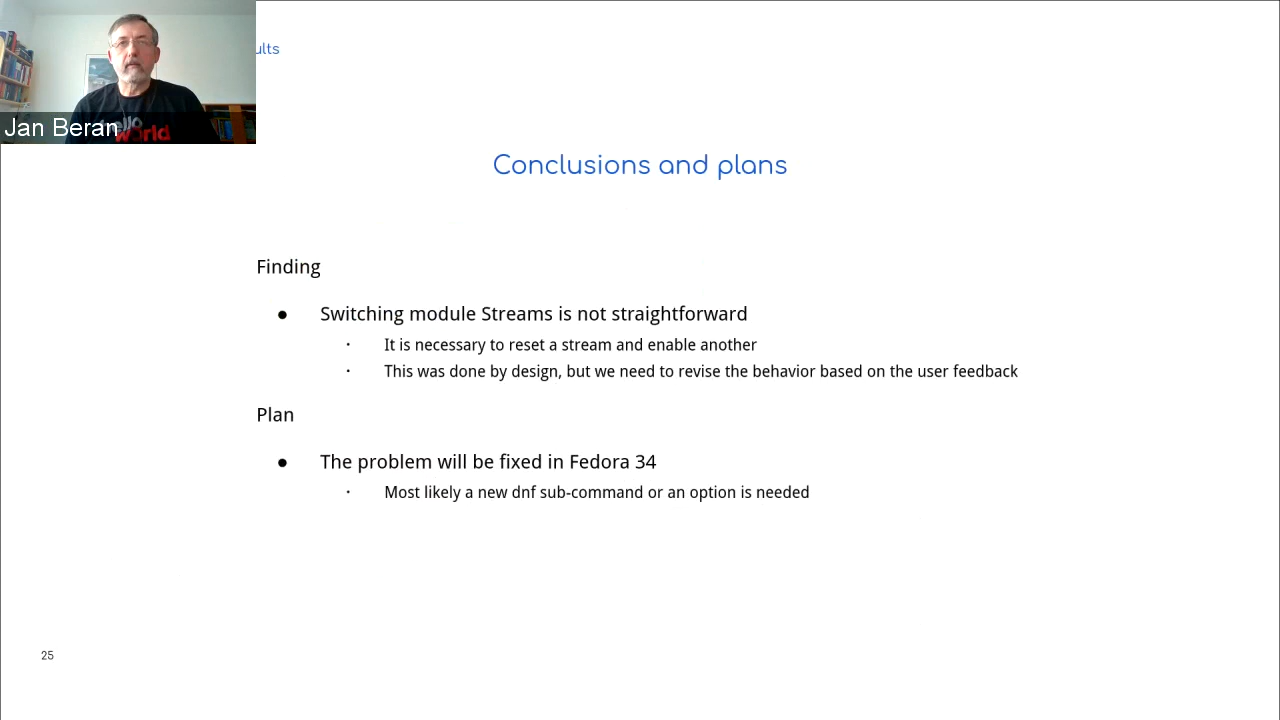 ults
Jan Beran
world
Conclusions and plans
Finding
● Switching module Streams is not straightforward
· It is necessary to reset a stream and enable another
· This was done by design, but we need to revise the behavior based on the user feedback
Plan
● The problem will be fixed in Fedora 34
· Most likely a new dnf sub-command or an option is needed
25